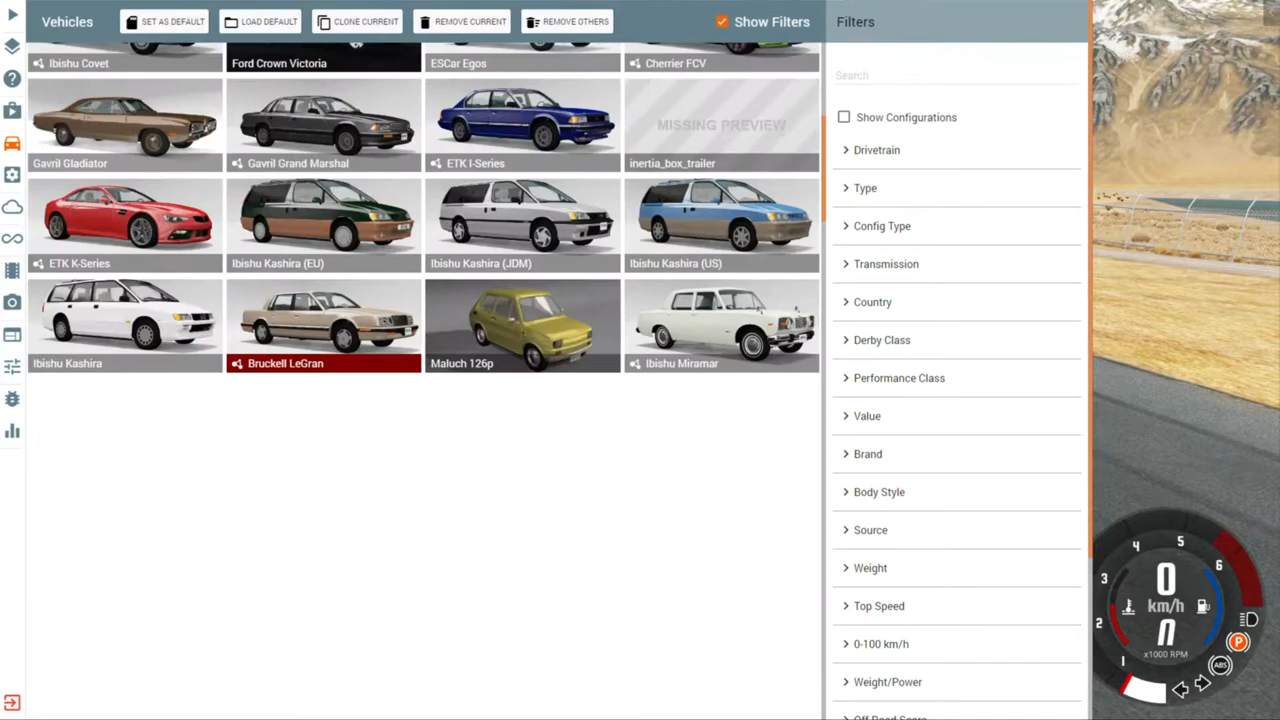 Vehicles
SET AS DEFAULT
LOAD DEFAULT
CLONE CURRENT
REMOVE CURRENT
REMOVE OTHERS
Show Filters
Ibishu Covet
Ford Crown Victoria
ESCar Egos
Cherrier FCV
MISSING PREVIEW
Gavril Gladiator
Gavril Grand Marshal
ETK I-Series
inertia_box_trailer
ETK K-Series
Ibishu Kashira (EU)
Ibishu Kashira (JDM)
Ibishu Kashira (US)
Ibishu Kashira
Bruckell LeGran
Maluch 126p
Ibishu Miramar
Filters
Search
Show Configurations
Drivetrain
Type
Config Type
Transmission
Country
Derby Class
Performance Class
Value
Brand
Body Style
Source
Weight
Top Speed
0-100 km/h
Weight/Power
Off-Road Score
1
2
3
4
5
6
0
km/h
n
x1000 RPM
P
ABS